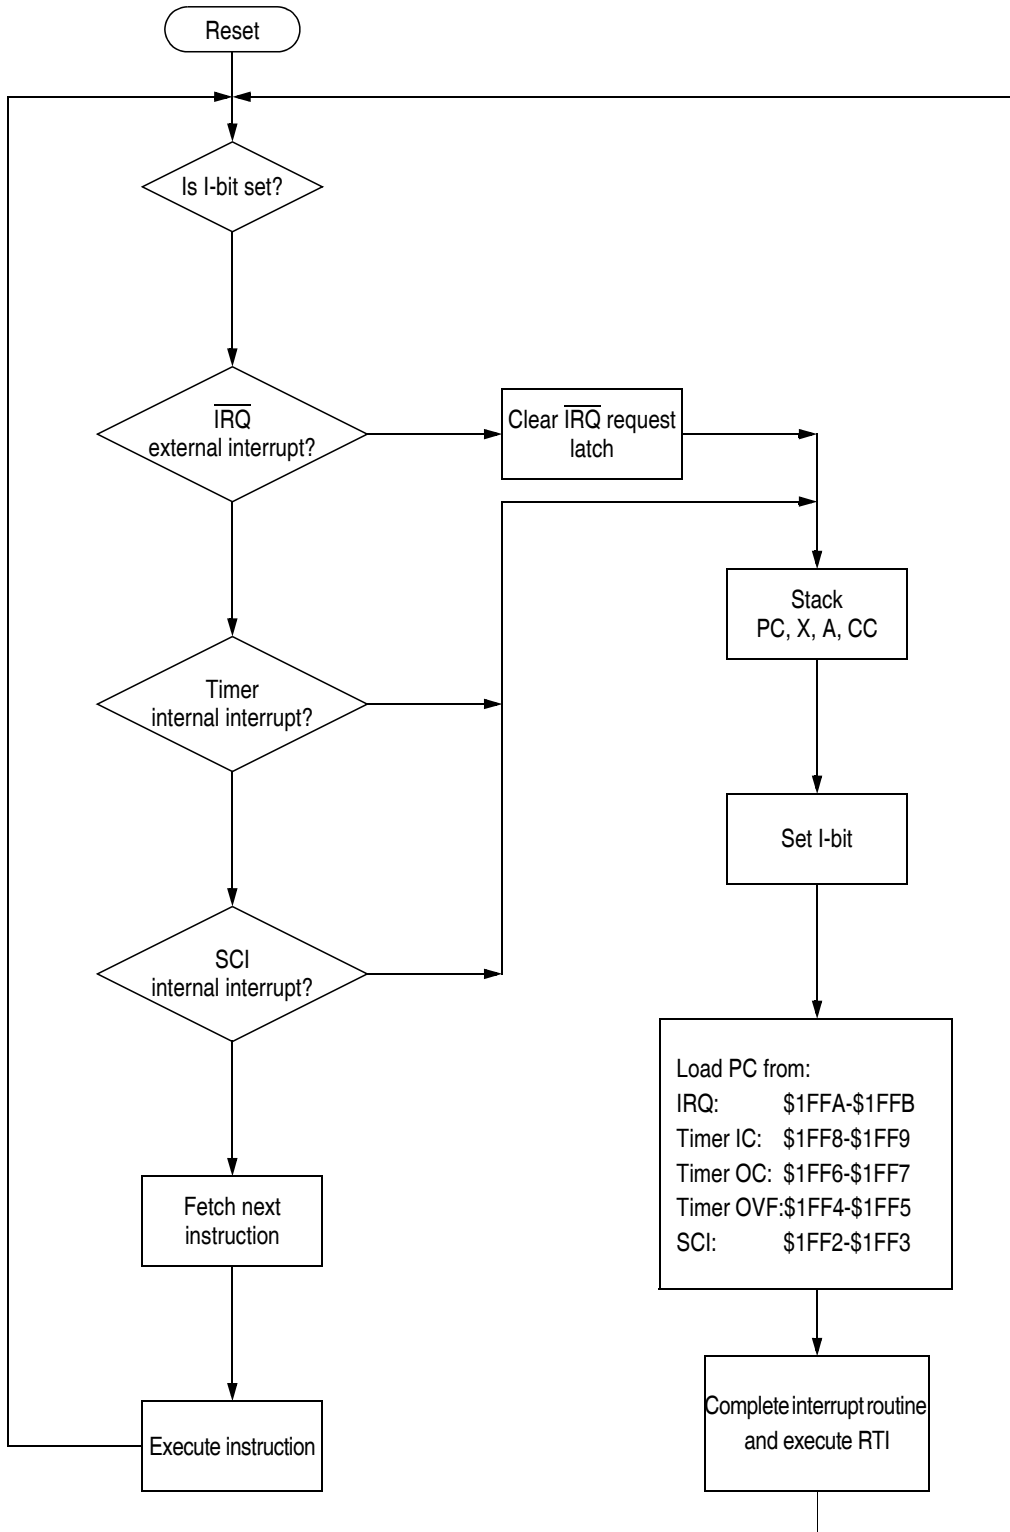 Reset
Is I-bit set?
IRQ
external interrupt?
Clear IRQ request
latch
Stack
PC, X, A, CC
Timer
internal interrupt?
Set I-bit
SCI
internal interrupt?
Load PC from:
IRQ: $1FFA-$1FFB
Timer IC: $1FF8-$1FF9
Timer OC: $1FF6-$1FF7
Timer OVF:$1FF4-$1FF5
SCI: $1FF2-$1FF3
Fetch next
instruction
Complete interrupt routine
and execute RTI
Execute instruction